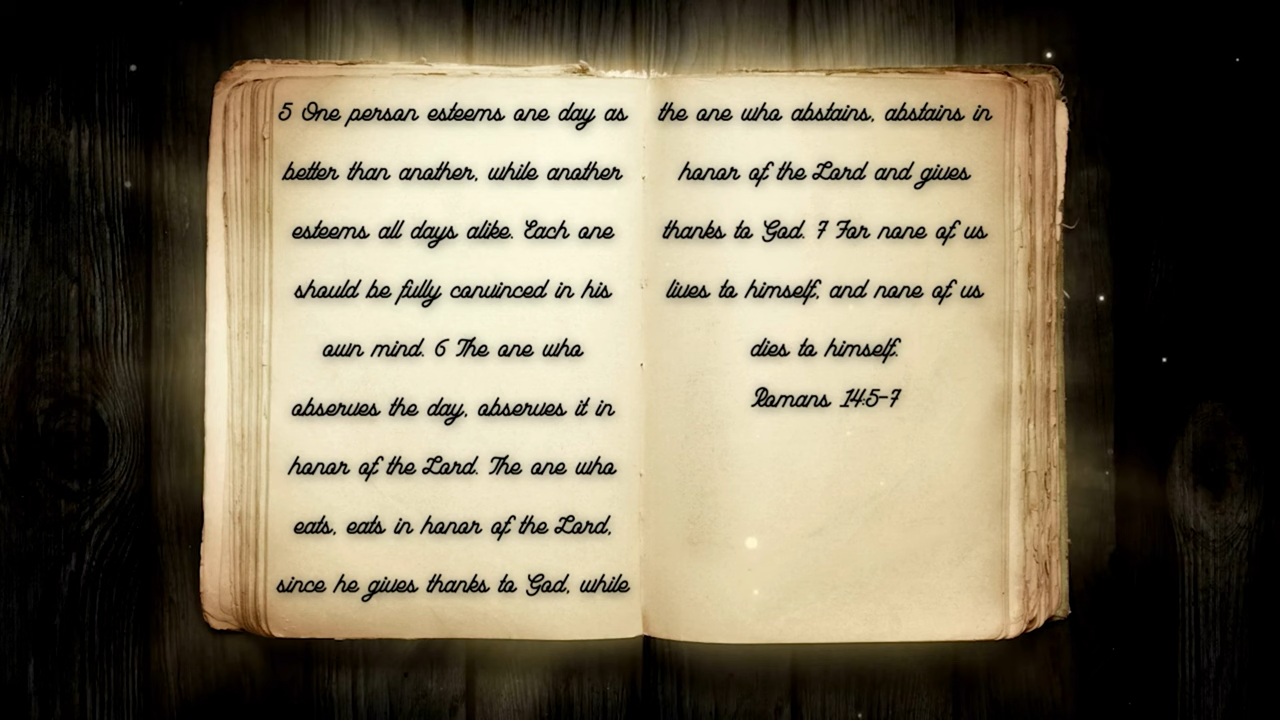 5 One person esteems one day as
better than another, while another
esteems all days alike. Each one
should be fully convinced in his
own mind. 6 The one who
observes the day, observes it in
honor of the Lord. The one who
eats, eats in honor of the Lord,
since he gives thanks to God, while
the one who abstains, abstains in
honor of the Lord and gives
thanks to God. 7 For none of us
lives to himself, and none of us
dies to himself.
Romans 14:5-7